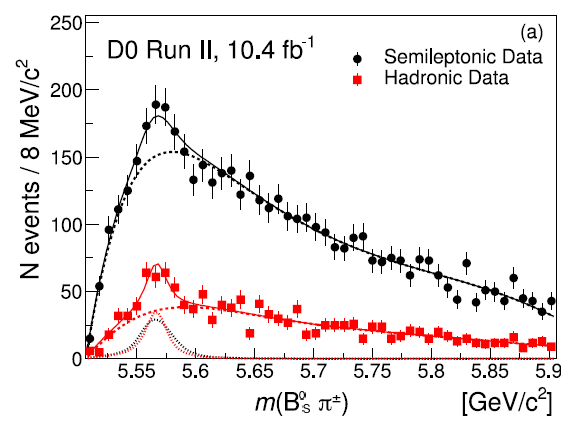 (a)
D0 Run II, 10.4 fb⁻¹
Semileptonic Data
Hadronic Data
N events / 8 MeV/c²
250
200
150
100
50
0
5.55 5.6 5.65 5.7 5.75 5.8 5.85 5.9
m(B⁰ₛ π±) [GeV/c²]